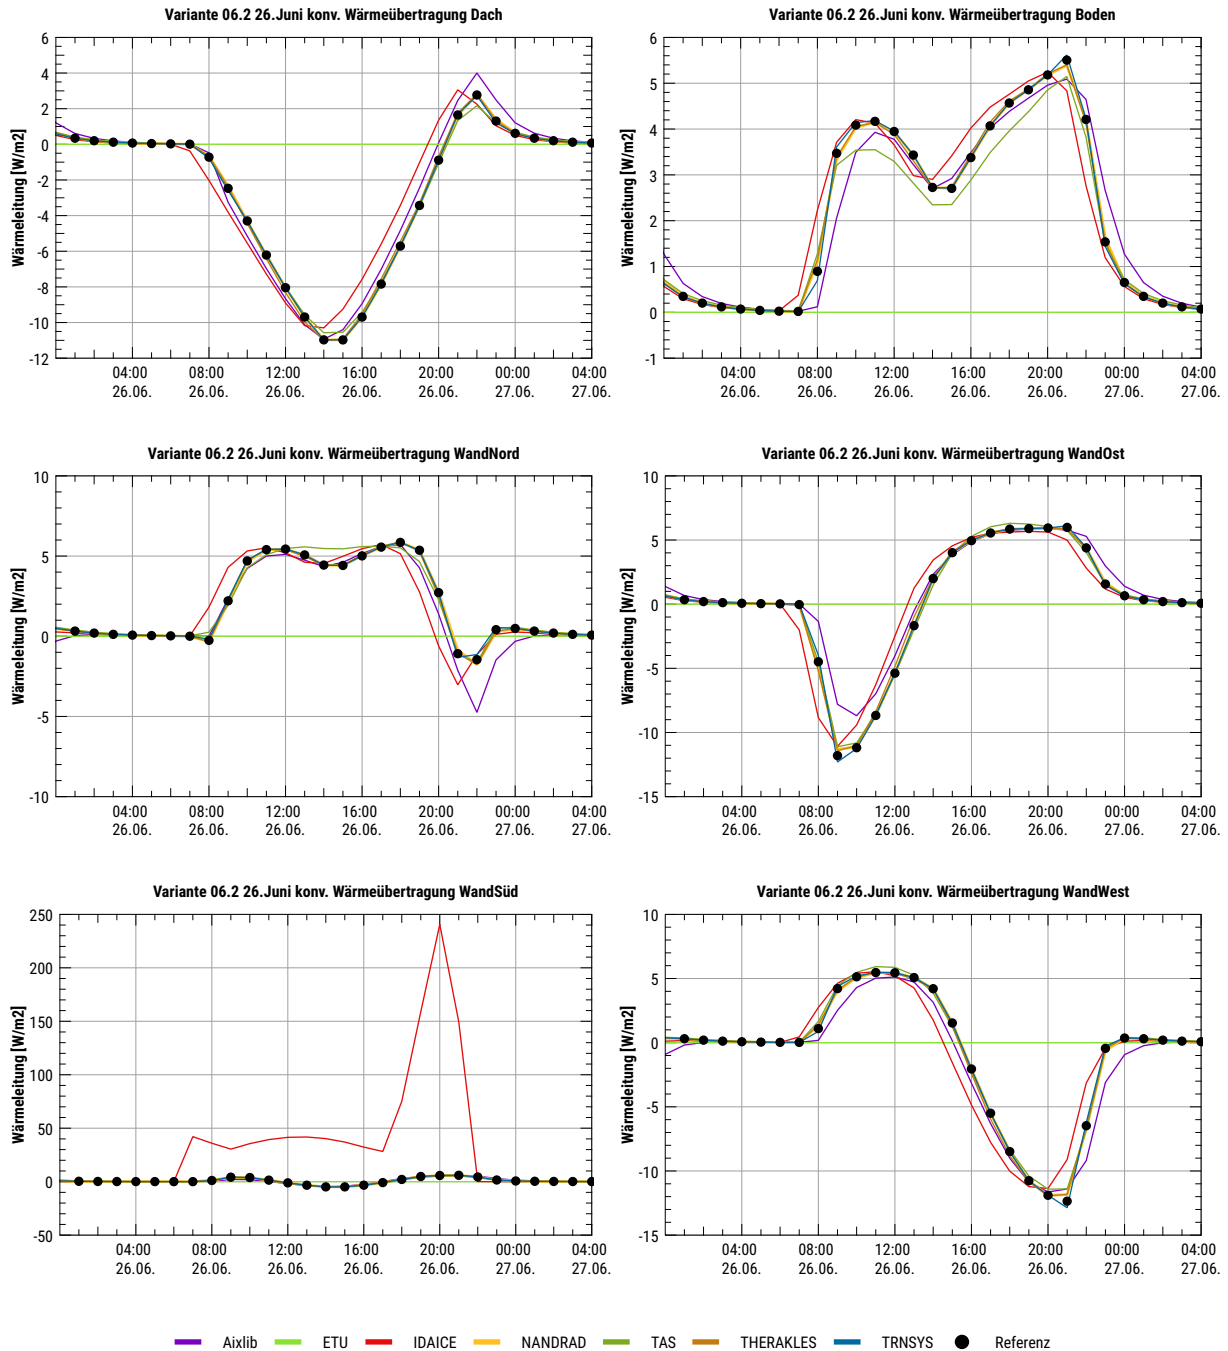 Variante 06.2 26.Juni konv. Wärmeübertragung Dach
Wärmeleitung [W/m2]
6
4
2
0
-2
-4
-6
-8
-10
-12
04:00 08:00 12:00 16:00 20:00 00:00 04:00
26.06. 26.06. 26.06. 26.06. 26.06. 27.06. 27.06.
Variante 06.2 26.Juni konv. Wärmeübertragung Boden
Wärmeleitung [W/m2]
6
5
4
3
2
1
0
-1
04:00 08:00 12:00 16:00 20:00 00:00 04:00
26.06. 26.06. 26.06. 26.06. 26.06. 27.06. 27.06.
Variante 06.2 26.Juni konv. Wärmeübertragung WandNord
Wärmeleitung [W/m2]
10
5
0
-5
-10
04:00 08:00 12:00 16:00 20:00 00:00 04:00
26.06. 26.06. 26.06. 26.06. 26.06. 27.06. 27.06.
Variante 06.2 26.Juni konv. Wärmeübertragung WandOst
Wärmeleitung [W/m2]
10
5
0
-5
-10
-15
04:00 08:00 12:00 16:00 20:00 00:00 04:00
26.06. 26.06. 26.06. 26.06. 26.06. 27.06. 27.06.
Variante 06.2 26.Juni konv. Wärmeübertragung WandSüd
Wärmeleitung [W/m2]
250
200
150
100
50
0
-50
04:00 08:00 12:00 16:00 20:00 00:00 04:00
26.06. 26.06. 26.06. 26.06. 26.06. 27.06. 27.06.
Variante 06.2 26.Juni konv. Wärmeübertragung WandWest
Wärmeleitung [W/m2]
10
5
0
-5
-10
-15
04:00 08:00 12:00 16:00 20:00 00:00 04:00
26.06. 26.06. 26.06. 26.06. 26.06. 27.06. 27.06.
Aixlib ETU IDAICE NANDRAD TAS THERAKLES TRNSYS Referenz